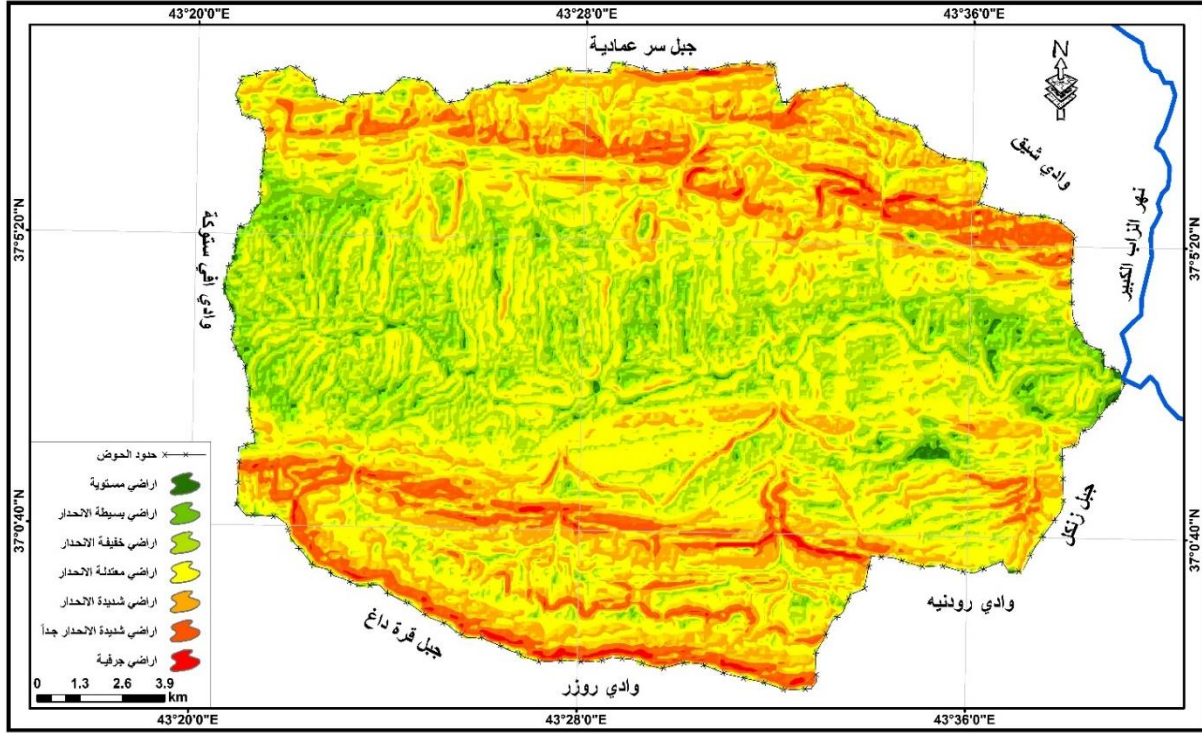 43°20'0"E
43°28'0"E
43°36'0"E
جبل سر عمادية
N
وادي شيق
نهر الزاب الكبير
37°5'20"N
37°5'20"N
وادي افي ستوكة
حدود الحوض
اراضي مستوية
اراضي بسيطة الانحدار
اراضي خفيفة الانحدار
اراضي معتدلة الانحدار
اراضي شديدة الانحدار
اراضي شديدة الانحدار جداً
اراضي جرفية
0 1.3 2.6 3.9
km
37°0'40"N
37°0'40"N
جبل زنكل
وادي رودنيه
جبل قرة داغ
وادي روزر
43°20'0"E
43°28'0"E
43°36'0"E